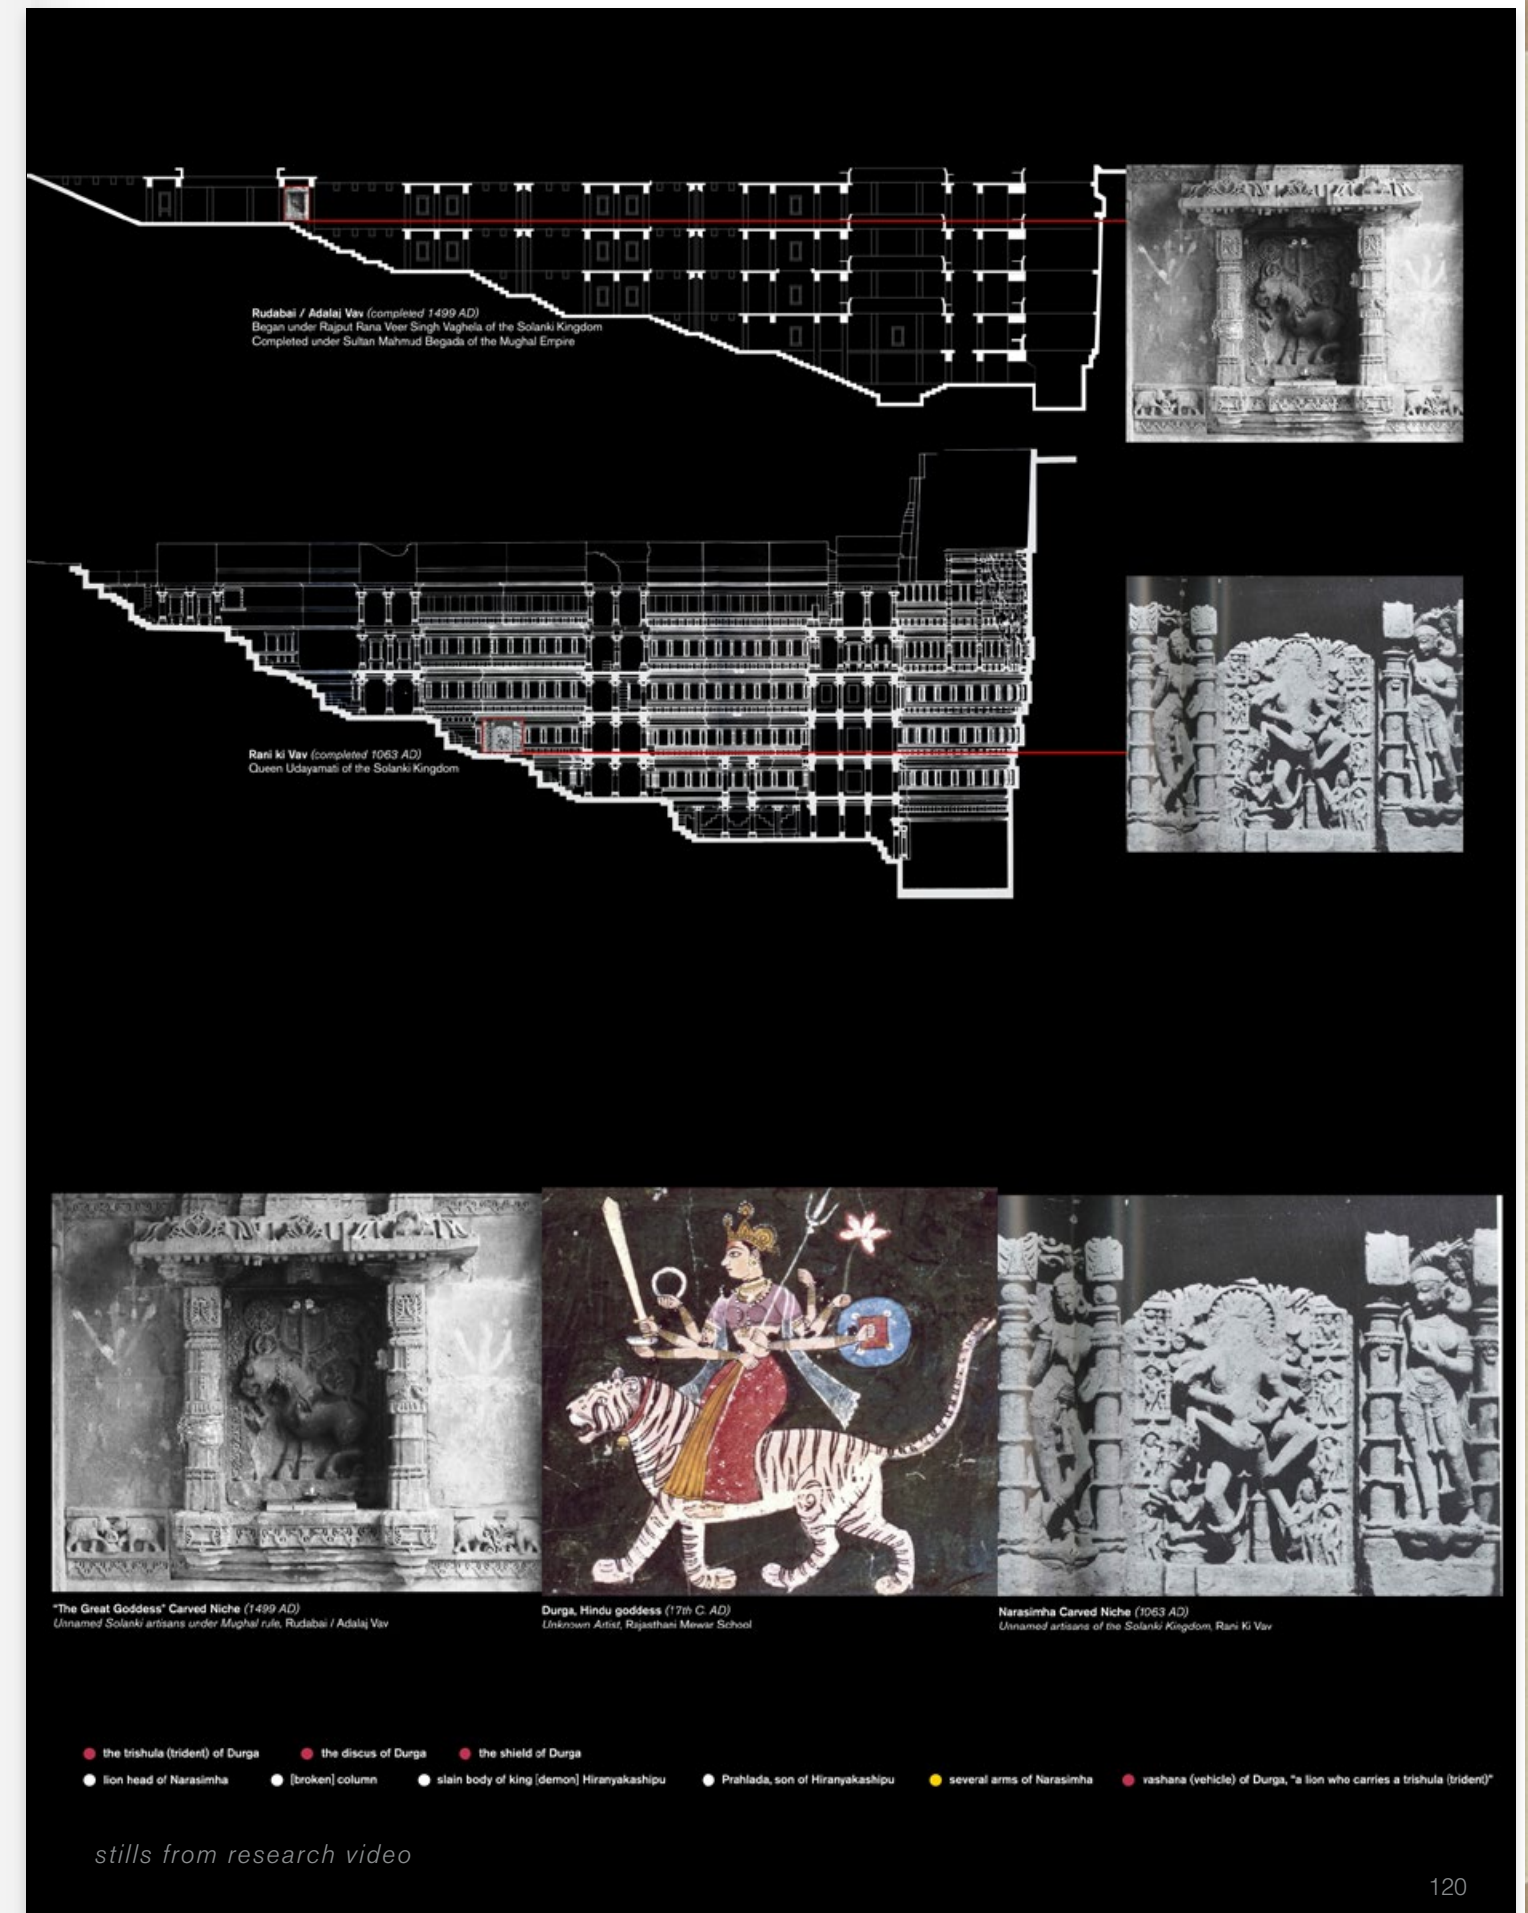 Rudabai / Adalaj Vav (completed 1499 AD)
Began under Rajput Rana Veer Singh Vaghela of the Solanki Kingdom
Completed under Sultan Mahmud Begada of the Mughal Empire
Rani ki Vav (completed 1063 AD)
Queen Udayamati of the Solanki Kingdom
"The Great Goddess" Carved Niche (1499 AD)
Unnamed Solanki artisans under Mughal rule, Rudabai / Adalaj Vav
Durga, Hindu goddess (17th C. AD)
Unknown Artist, Rajasthani Mewar School
Narasimha Carved Niche (1063 AD)
Unnamed artisans of the Solanki Kingdom, Rani Ki Vav
the trishula (trident) of Durga the discus of Durga the shield of Durga
lion head of Narasimha [broken] column slain body of king [demon] Hiranyakashipu Prahlada, son of Hiranyakashipu several arms of Narasimha vashana (vehicle) of Durga, "a lion who carries a trishula (trident)"
stills from research video
120